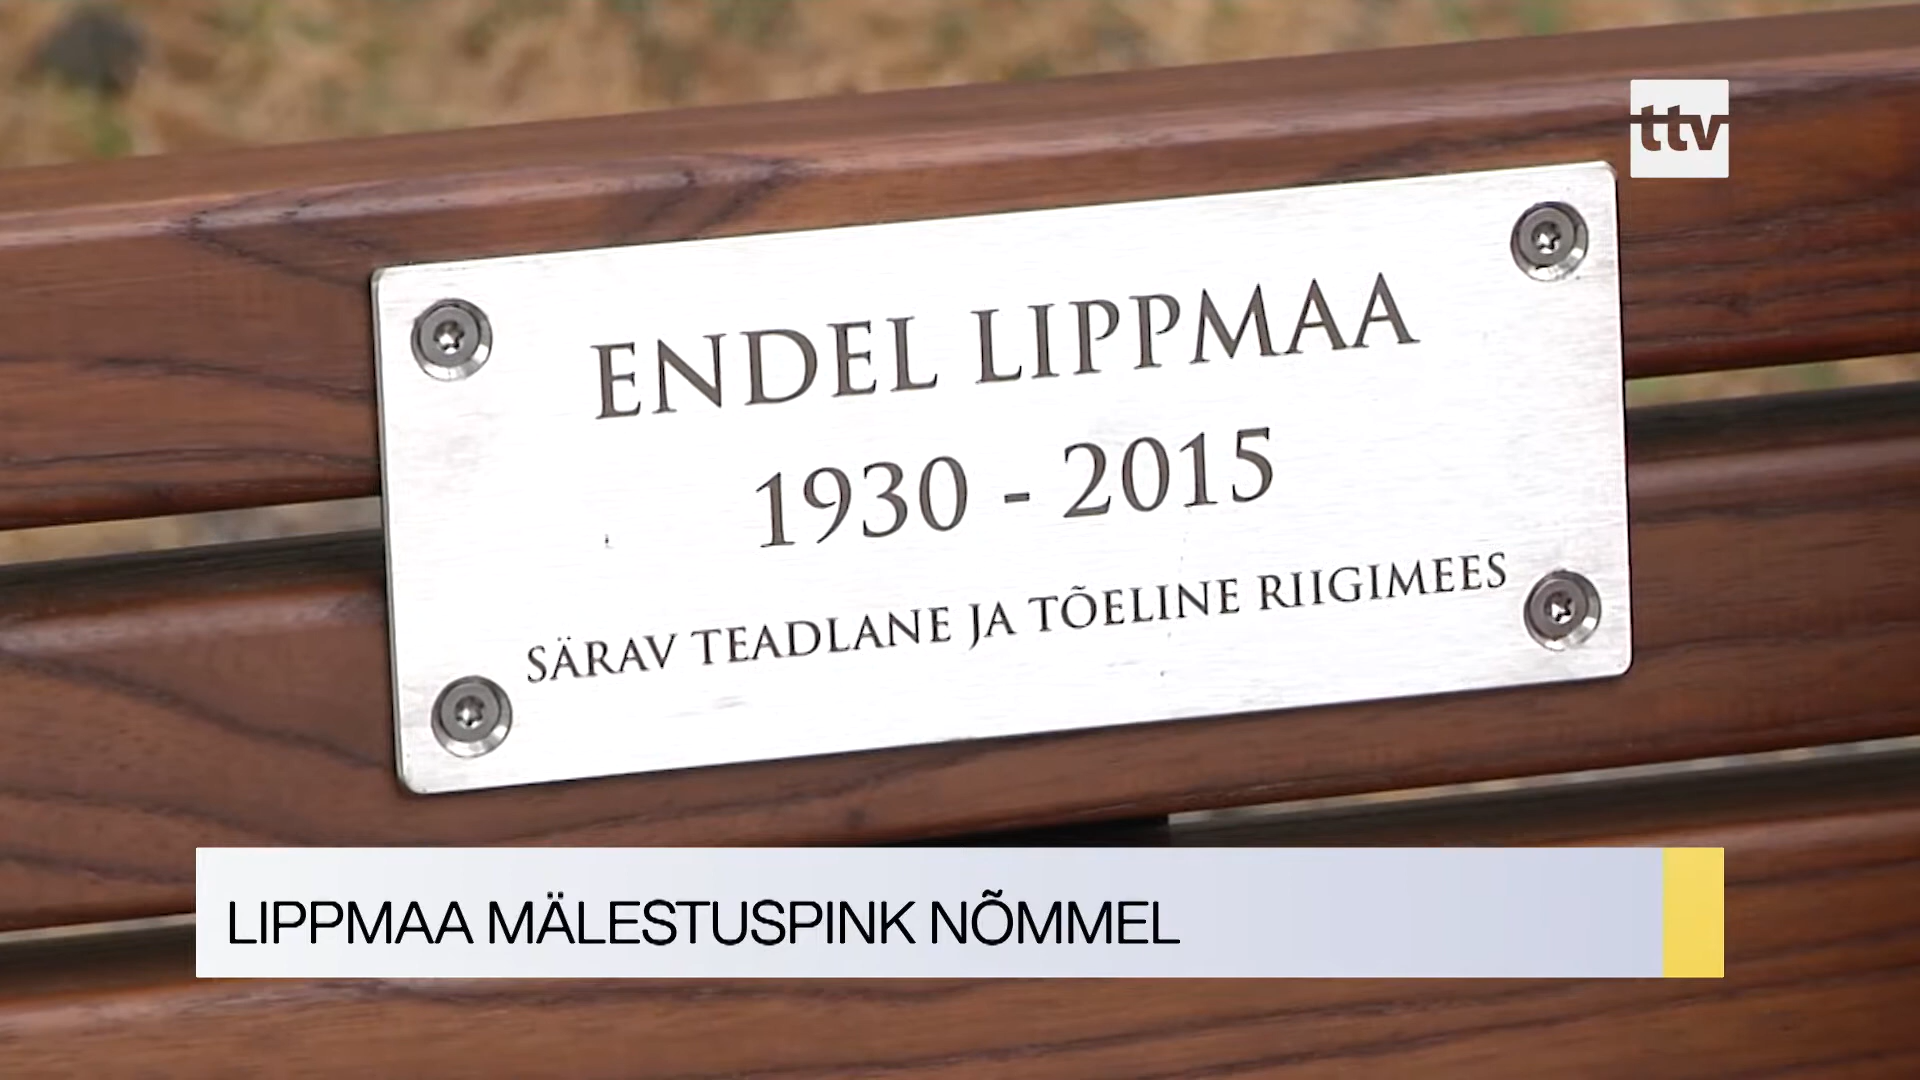 ttv
ENDEL LIPPMAA
1930 - 2015
SÄRAV TEADLANE JA TÕELINE RIIGIMEES
LIPPMAA MÄLESTUSPINK NÕMMEL